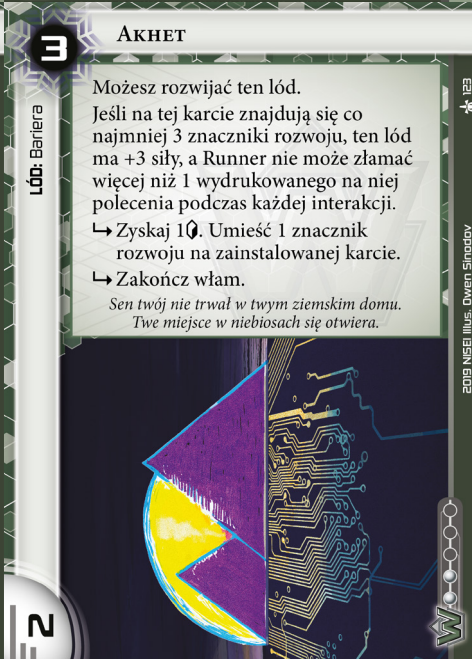 3
Akhet
LÓD: Bariera
Możesz rozwijać ten lód.
Jeśli na tej karcie znajdują się co
najmniej 3 znaczniki rozwoju, ten lód
ma +3 siły, a Runner nie może złamać
więcej niż 1 wydrukowanego na niej
polecenia podczas każdej interakcji.
↳ Zyskaj 1. Umieść 1 znacznik
rozwoju na zainstalowanej karcie.
↳ Zakończ włam.
Sen twój nie trwał w twym ziemskim domu.
Twe miejsce w niebiosach się otwiera.
2
2019 NISEI Illus. Owen Sinodov
123
W